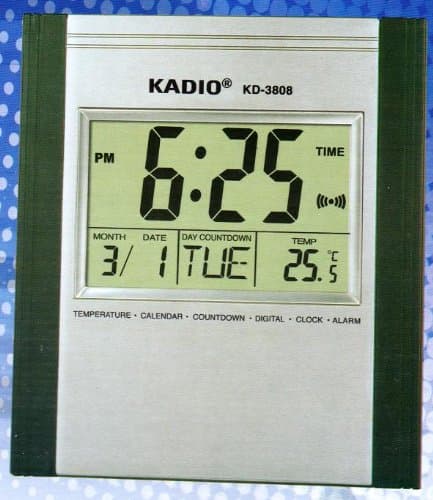 KADIO® KD-3808
PM 6:25 TIME
MONTH DATE DAY COUNTDOWN TEMP
3/ 1 TUE 25.5 °C
TEMPERATURE • CALENDAR • COUNTDOWN • DIGITAL • CLOCK • ALARM